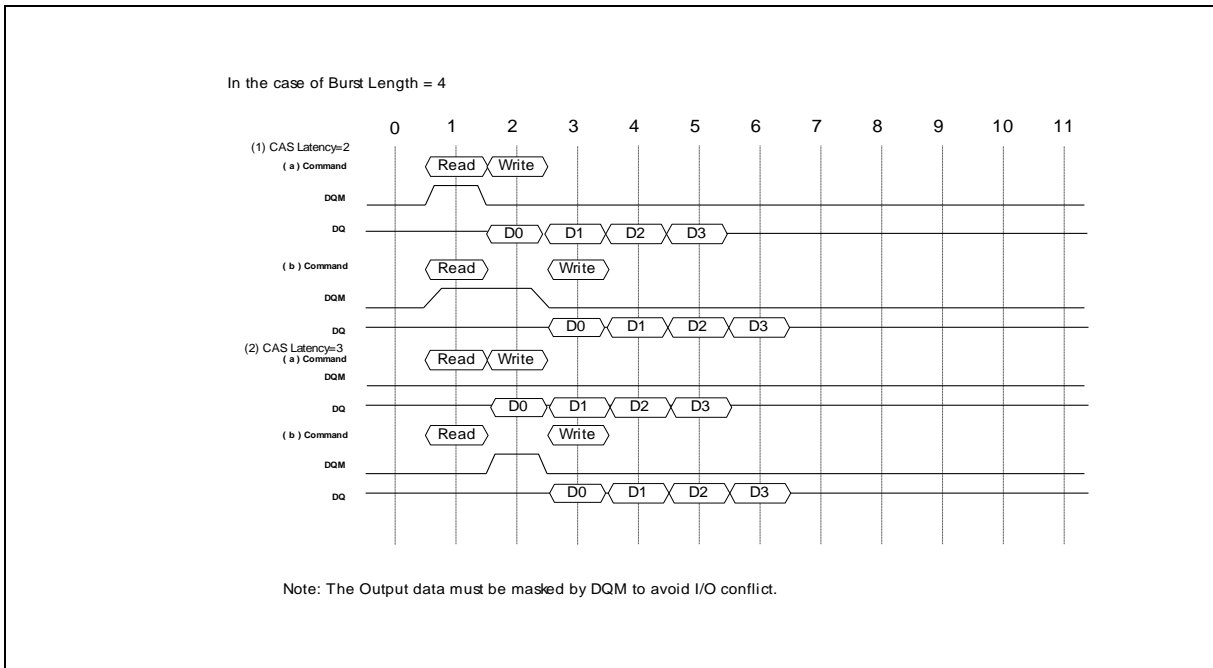 In the case of Burst Length = 4
0 1 2 3 4 5 6 7 8 9 10 11
(1) CAS Latency=2
( a ) Command Read Write
DQM
DQ D0 D1 D2 D3
( b ) Command Read Write
DQM
DQ D0 D1 D2 D3
(2) CAS Latency=3
( a ) Command Read Write
DQM
DQ D0 D1 D2 D3
( b ) Command Read Write
DQM
DQ D0 D1 D2 D3
Note: The Output data must be masked by DQM to avoid I/O conflict.